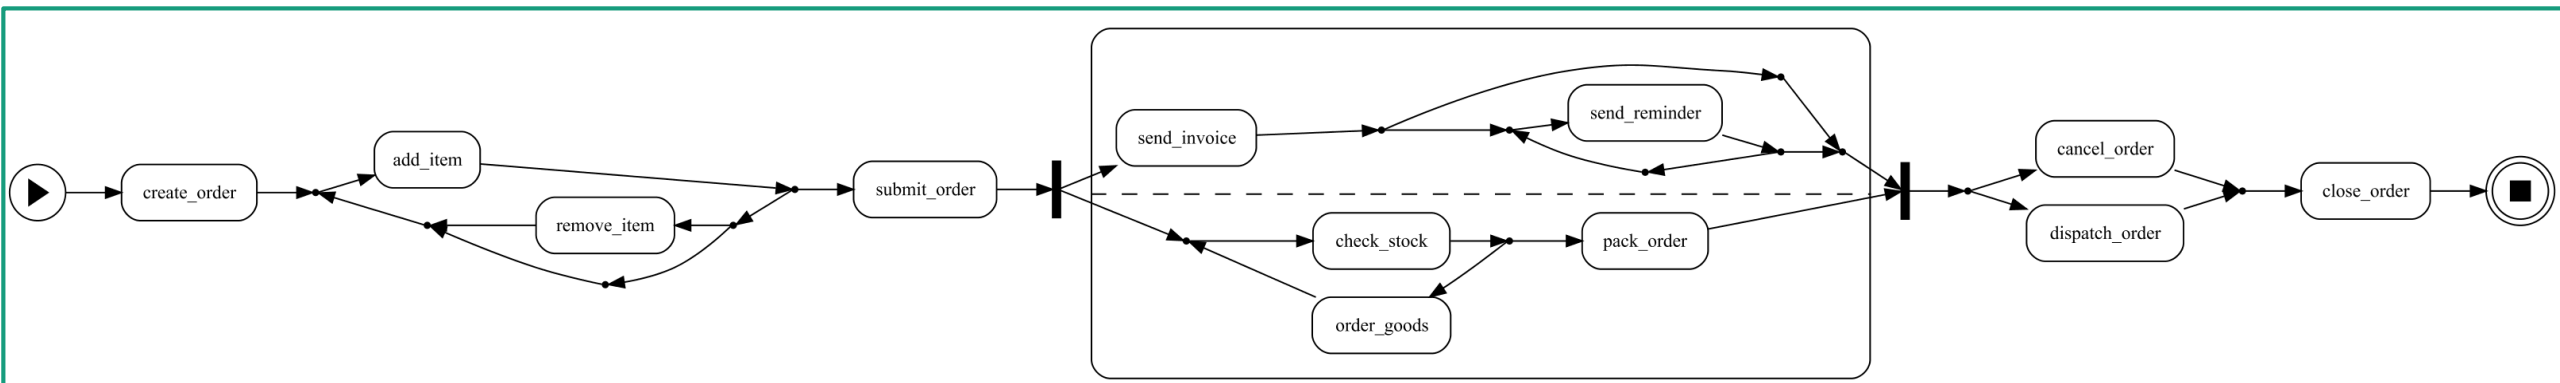 create_order
add_item
remove_item
submit_order
send_invoice
send_reminder
check_stock
pack_order
order_goods
cancel_order
dispatch_order
close_order